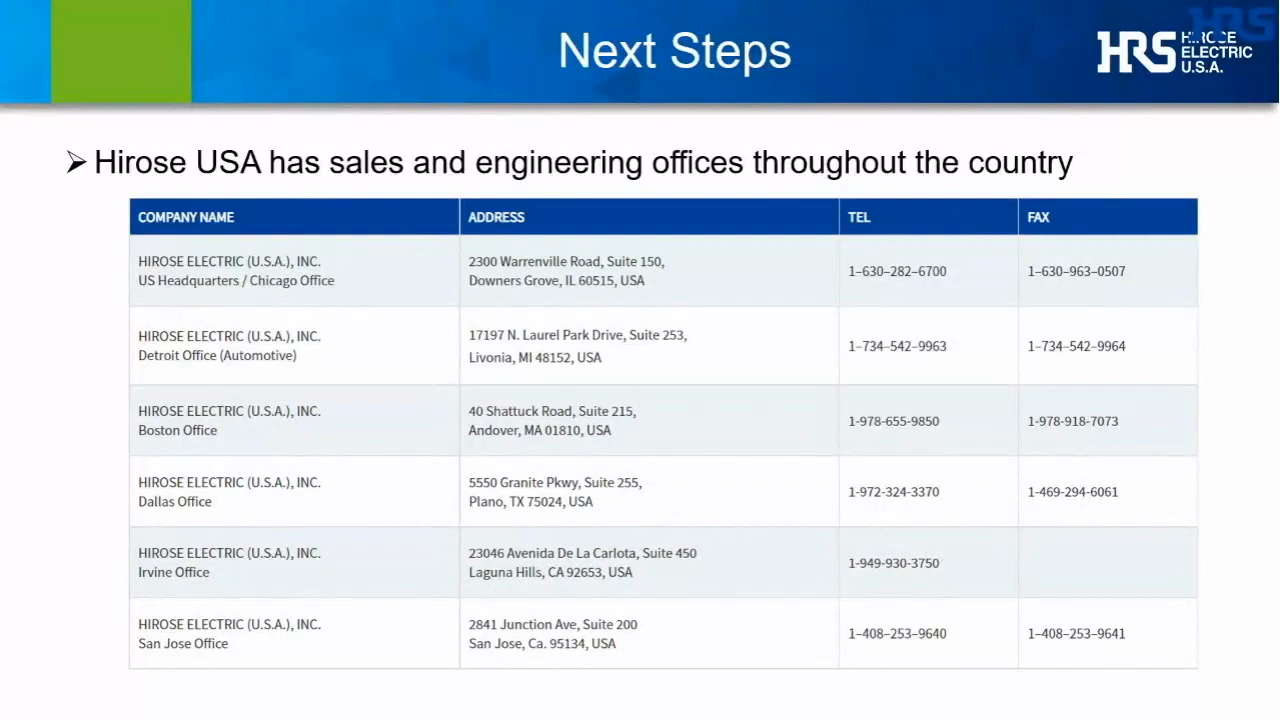 Next Steps
HRS
HIROSE
ELECTRIC
U.S.A.
➢ Hirose USA has sales and engineering offices throughout the country
COMPANY NAME ADDRESS TEL FAX
HIROSE ELECTRIC (U.S.A.), INC.
US Headquarters / Chicago Office
2300 Warrenville Road, Suite 150,
Downers Grove, IL 60515, USA
1–630–282–6700
1–630–963–0507
HIROSE ELECTRIC (U.S.A.), INC.
Detroit Office (Automotive)
17197 N. Laurel Park Drive, Suite 253,
Livonia, MI 48152, USA
1–734–542–9963
1–734–542–9964
HIROSE ELECTRIC (U.S.A.), INC.
Boston Office
40 Shattuck Road, Suite 215,
Andover, MA 01810, USA
1-978-655-9850
1-978-918-7073
HIROSE ELECTRIC (U.S.A.), INC.
Dallas Office
5550 Granite Pkwy, Suite 255,
Plano, TX 75024, USA
1-972-324-3370
1-469-294-6061
HIROSE ELECTRIC (U.S.A.), INC.
Irvine Office
23046 Avenida De La Carlota, Suite 450
Laguna Hills, CA 92653, USA
1-949-930-3750
HIROSE ELECTRIC (U.S.A.), INC.
San Jose Office
2841 Junction Ave, Suite 200
San Jose, Ca. 95134, USA
1–408–253–9640
1–408–253–9641
HRS